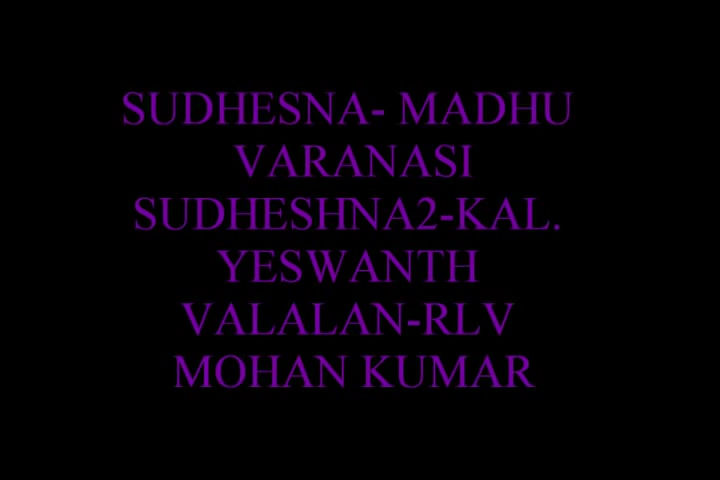 SUDHESNA- MADHU
VARANASI
SUDHESHNA2-KAL.
YESWANTH
VALALAN-RLV
MOHAN KUMAR